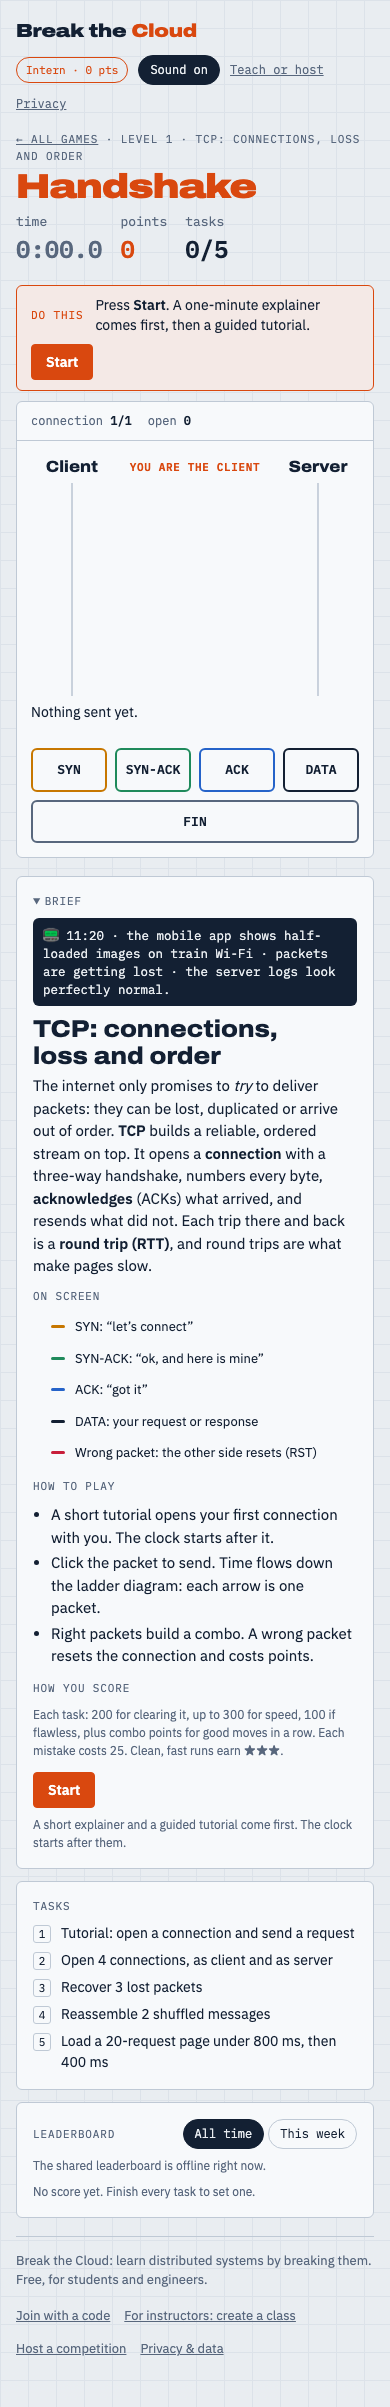 Break the Cloud
Intern · 0 pts
Sound on
Text or host
Privacy
← ALL GAMES · LEVEL 1 · TCP: CONNECTIONS, LOSS
AND ORDER
Handshake
time points tasks
0:00.0 0 0/5
DO THIS
Press Start. A one-minute explainer
comes first, then a guided tutorial.
Start
connection 1/1 open 0
Client YOU ARE THE CLIENT Server
Nothing sent yet.
SYN SYN-ACK ACK DATA
FIN
▼ BRIEF
11:20 · the mobile app shows half-
loaded images on train Wi-Fi · packets
are getting lost · the server logs look
perfectly normal.
TCP: connections,
loss and order
The internet only promises to try to deliver
packets: they can be lost, duplicated or arrive
out of order. TCP builds a reliable, ordered
stream on top. It opens a connection with a
three-way handshake, numbers every byte,
acknowledges (ACKs) what arrived, and
resends what did not. Each trip there and back
is a round trip (RTT), and round trips are what
make pages slow.
ON SCREEN
SYN: “let’s connect”
SYN-ACK: “ok, and here is mine”
ACK: “got it”
DATA: your request or response
Wrong packet: the other side resets (RST)
HOW TO PLAY
• A short tutorial opens your first connection
with you. The clock starts after it.
• Click the packet to send. Time flows down
the ladder diagram: each arrow is one
packet.
• Right packets build a combo. A wrong packet
resets the connection and costs points.
HOW YOU SCORE
Each task: 200 for clearing it, up to 300 for speed, 100 if
flawless, plus combo points for good moves in a row. Each
mistake costs 25. Clean, fast runs earn ★★★.
Start
A short explainer and a guided tutorial come first. The clock
starts after them.
TASKS
1 Tutorial: open a connection and send a request
2 Open 4 connections, as client and as server
3 Recover 3 lost packets
4 Reassemble 2 shuffled messages
5 Load a 20-request page under 800 ms, then
400 ms
LEADERBOARD All time This week
The shared leaderboard is offline right now.
No score yet. Finish every task to set one.
Break the Cloud: learn distributed systems by breaking them.
Free, for students and engineers.
Join with a code For instructors: create a class
Host a competition Privacy & data